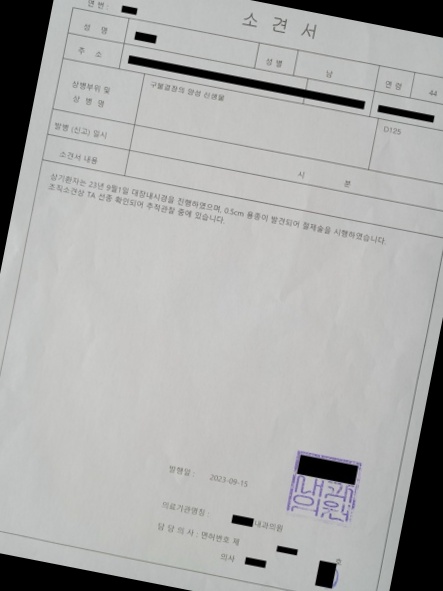 소 견 서
연 번 :
성 명
성 별 남 연 령 44
주 소
상병부위 및
상 병 명
구불결장의 양성 신생물 D125
발병 (신고) 일시
시 분
소견서 내용
상기환자는 23년 9월1일 대장내시경을 진행하였으며, 0.5cm 용종이 발견되어 절제술을 시행하였습니다.
조직소견상 TA 선종 확인되어 추적관찰 중에 있습니다.
발행일 : 2023-09-15
의료기관명칭 : 내과의원
담 당 의 사 : 면허번호 제
의사